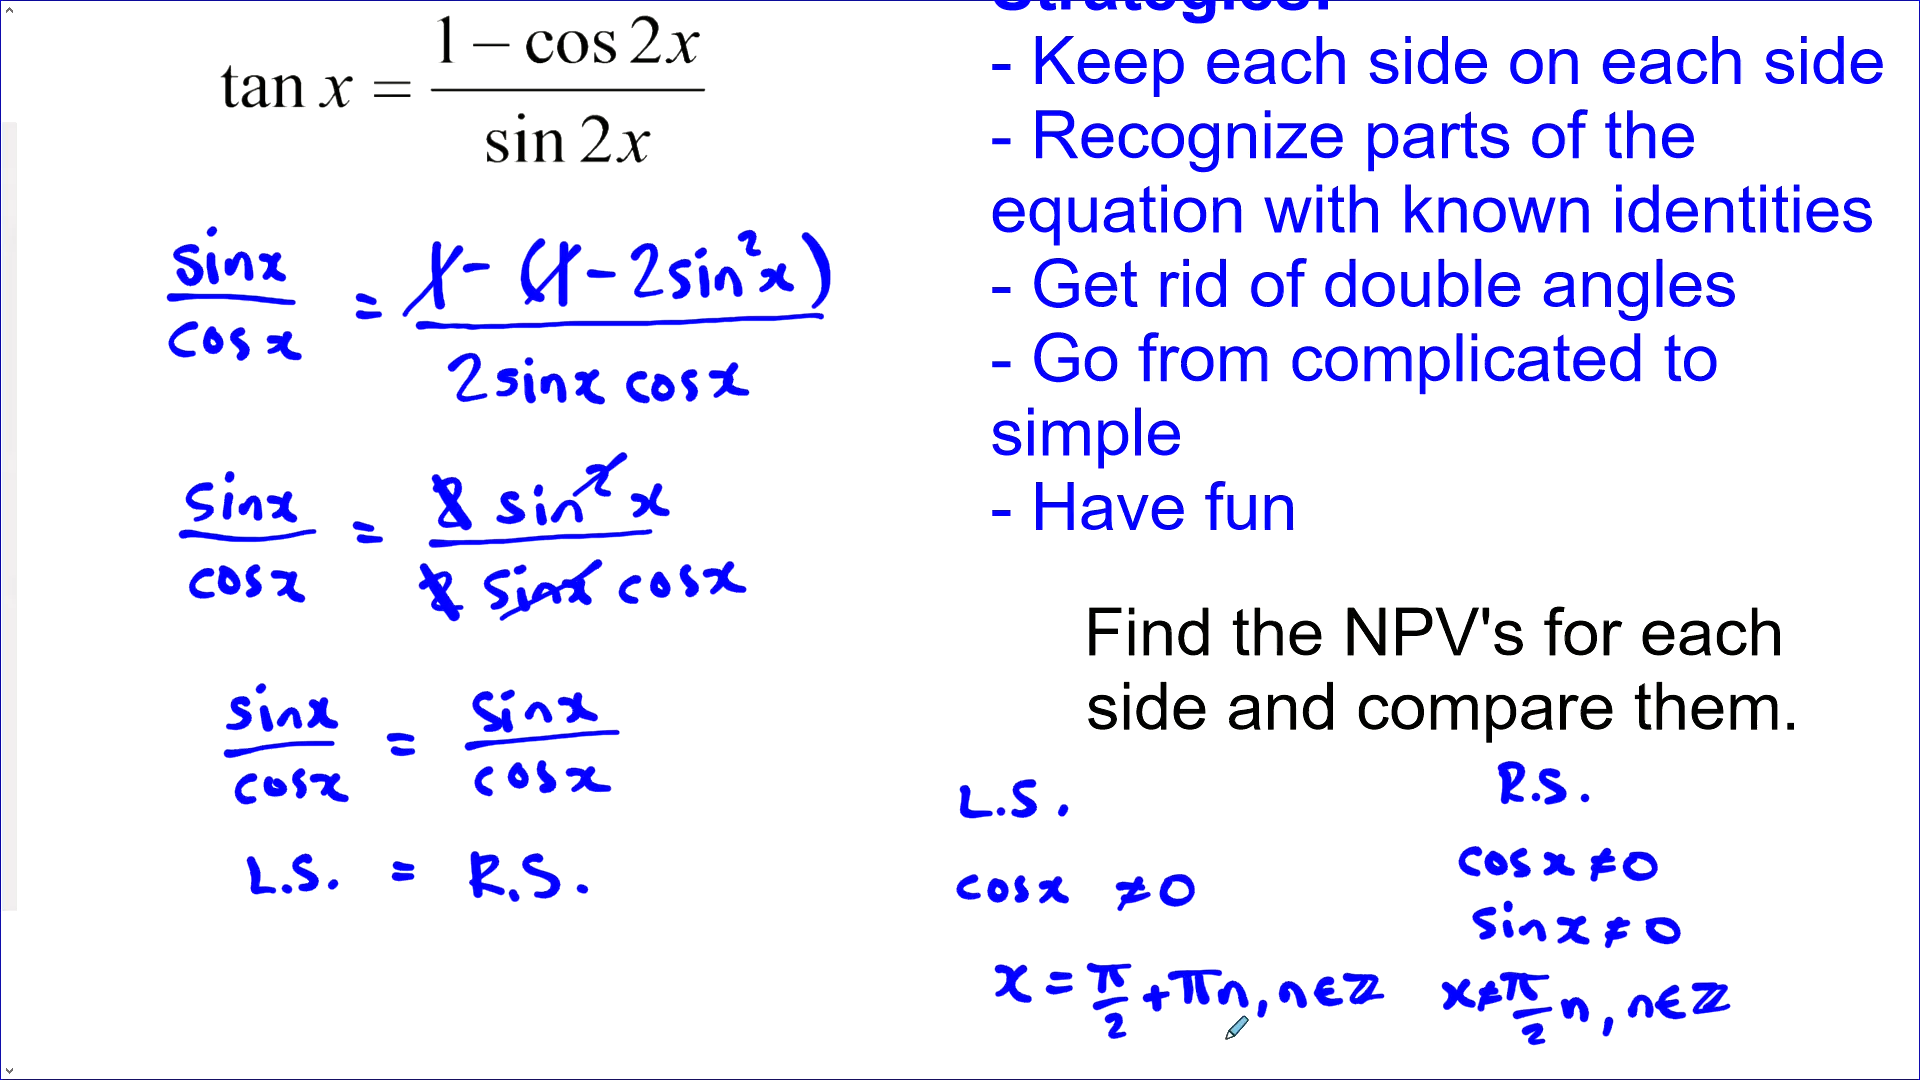 tan x = (1 – cos 2x) / (sin 2x)
sinx / cosx = (1 - (1 - 2sin²x)) / (2sinx cosx)
sinx / cosx = (2 sin²x) / (2 sinx cosx)
sinx / cosx = sinx / cosx
L.S. = R.S.
Strategies:
- Keep each side on each side
- Recognize parts of the
equation with known identities
- Get rid of double angles
- Go from complicated to
simple
- Have fun
Find the NPV's for each
side and compare them.
L.S.
cosx ≠0
x = π/2 + πn, n∈ℤ
R.S.
cosx ≠0
sinx ≠ 0
x≠π/2 n, n∈ℤ